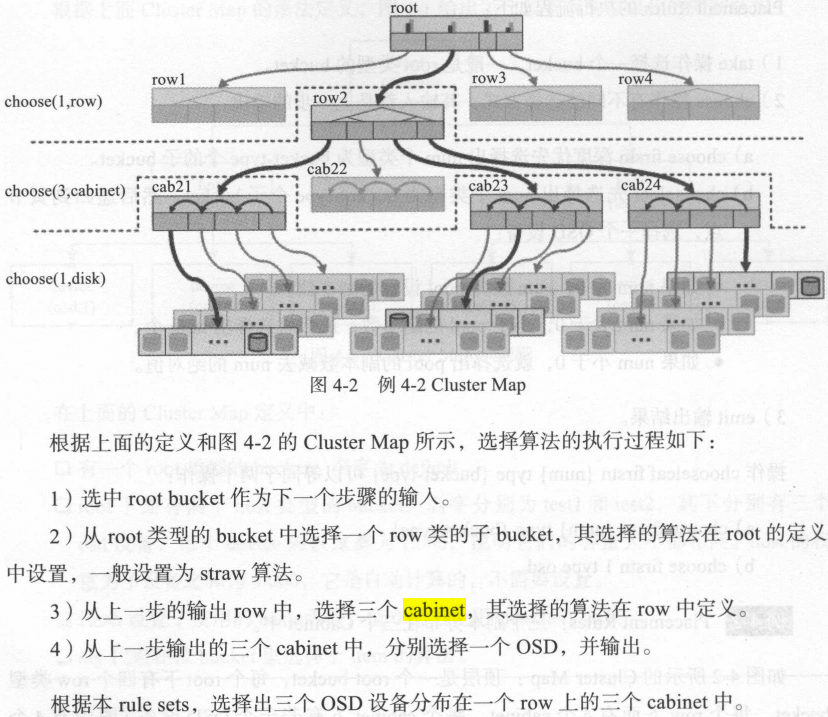 root
row1
row2
row3
row4
choose(1,row)
choose(3,cabinet)
cab21
cab22
cab23
cab24
choose(1,disk)
图 4-2 例 4-2 Cluster Map
根据上面的定义和图 4-2 的 Cluster Map 所示，选择算法的执行过程如下：
1）选中 root bucket 作为下一个步骤的输入。
2）从 root 类型的 bucket 中选择一个 row 类的子 bucket，其选择的算法在 root 的定义
中设置，一般设置为 straw 算法。
3）从上一步的输出 row 中，选择三个 cabinet，其选择的算法在 row 中定义。
4）从上一步输出的三个 cabinet 中，分别选择一个 OSD，并输出。
根据本 rule sets，选择出三个 OSD 设备分布在一个 row 上的三个 cabinet 中。